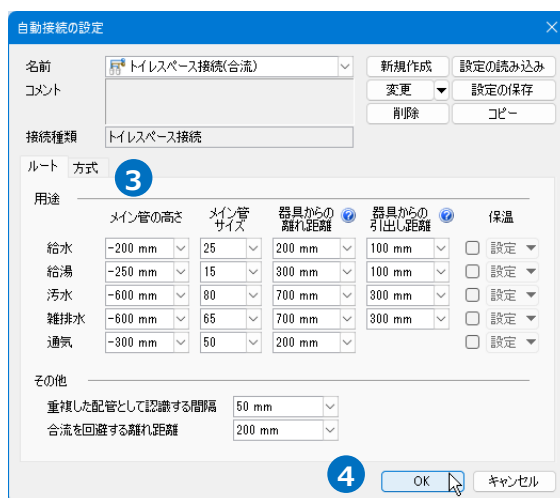 自動接続の設定
名前 トイレスペース接続(合流) 新規作成 設定の読み込み
コメント 変更 設定の保存
削除 コピー
接続種類 トイレスペース接続
ルート 方式
3
用途
メイン管の高さ メイン管サイズ 器具からの離れ距離 器具からの引出し距離 保温
給水 -200 mm 25 200 mm 100 mm 設定
給湯 -250 mm 15 300 mm 100 mm 設定
汚水 -600 mm 80 700 mm 300 mm 設定
雑排水 -600 mm 65 700 mm 300 mm 設定
通気 -300 mm 50 200 mm 設定
その他
重複した配管として認識する間隔 50 mm
合流を回避する離れ距離 200 mm
4
OK キャンセル